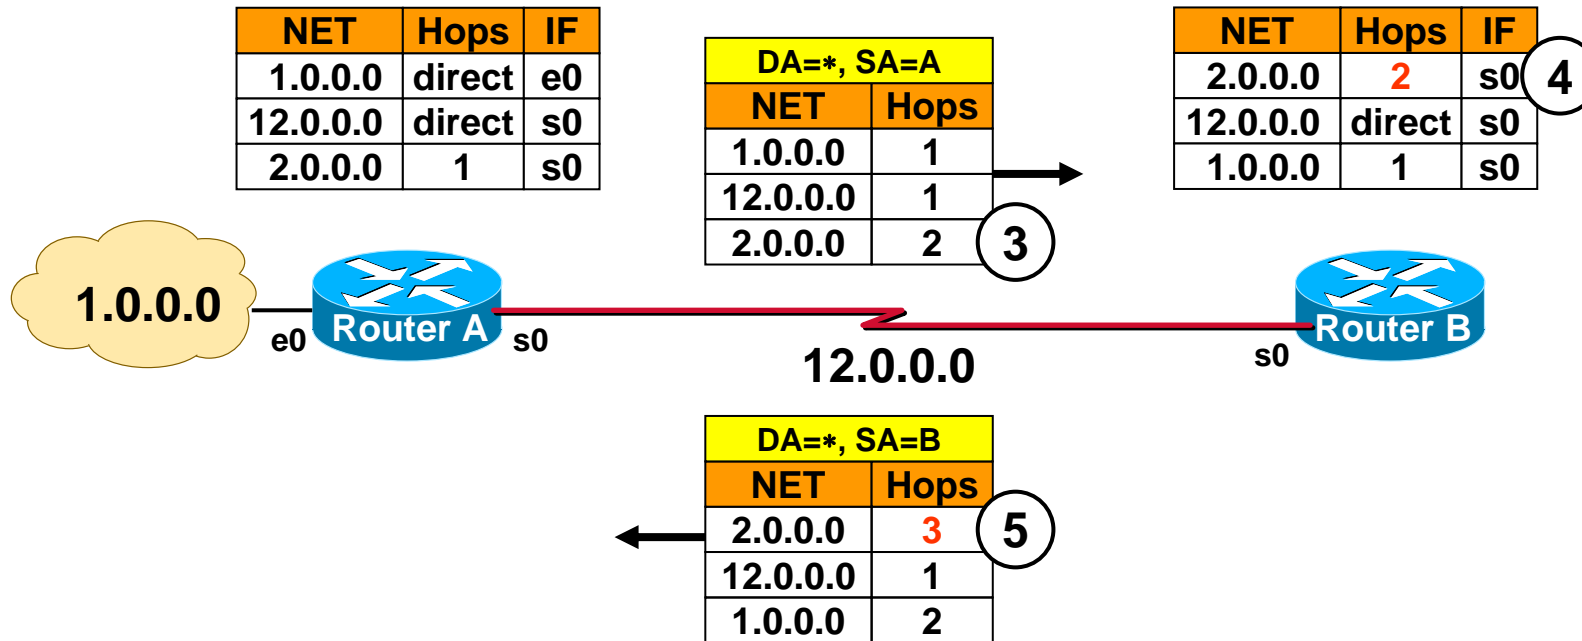 NET Hops IF
1.0.0.0 direct e0
12.0.0.0 direct s0
2.0.0.0 1 s0
DA=*, SA=A
NET Hops
1.0.0.0 1
12.0.0.0 1
2.0.0.0 2
3
NET Hops IF
2.0.0.0 2 s0
12.0.0.0 direct s0
1.0.0.0 1 s0
4
1.0.0.0
e0
Router A
s0
12.0.0.0
s0
Router B
DA=*, SA=B
NET Hops
2.0.0.0 3
12.0.0.0 1
1.0.0.0 2
5